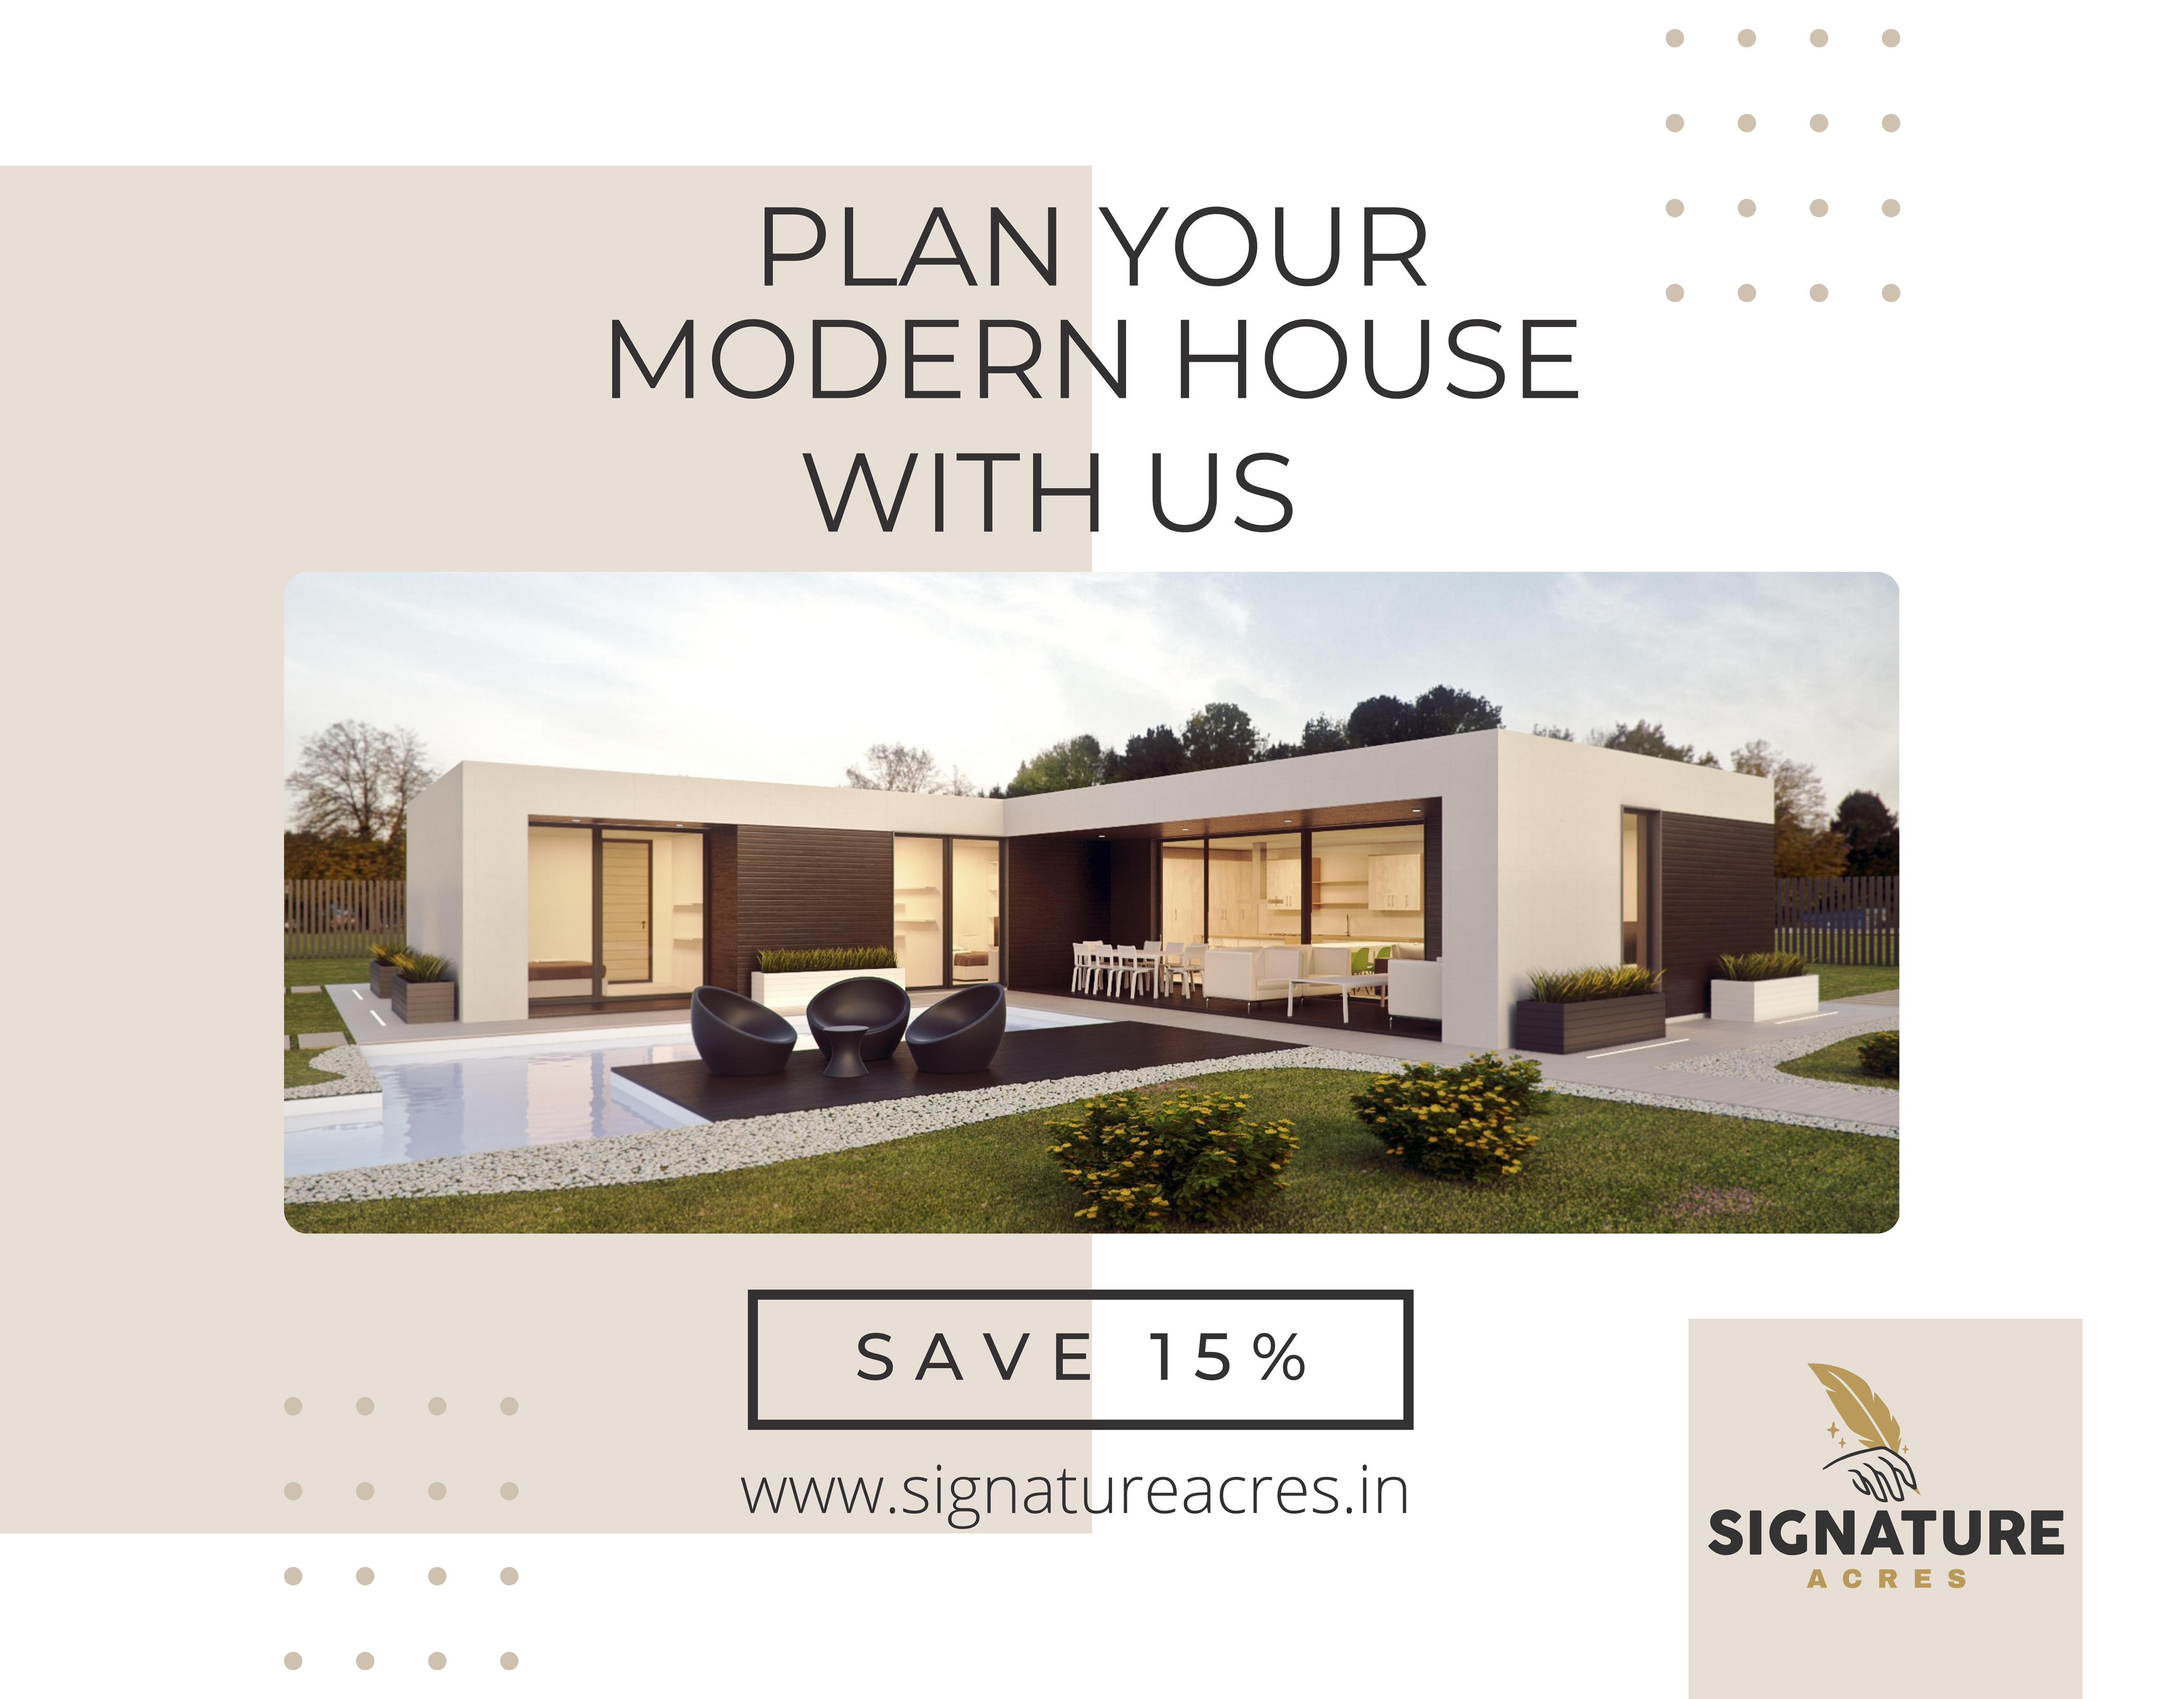 PLAN YOUR
MODERN HOUSE
WITH US
SAVE 15%
www.signatureacres.in
SIGNATURE
ACRES